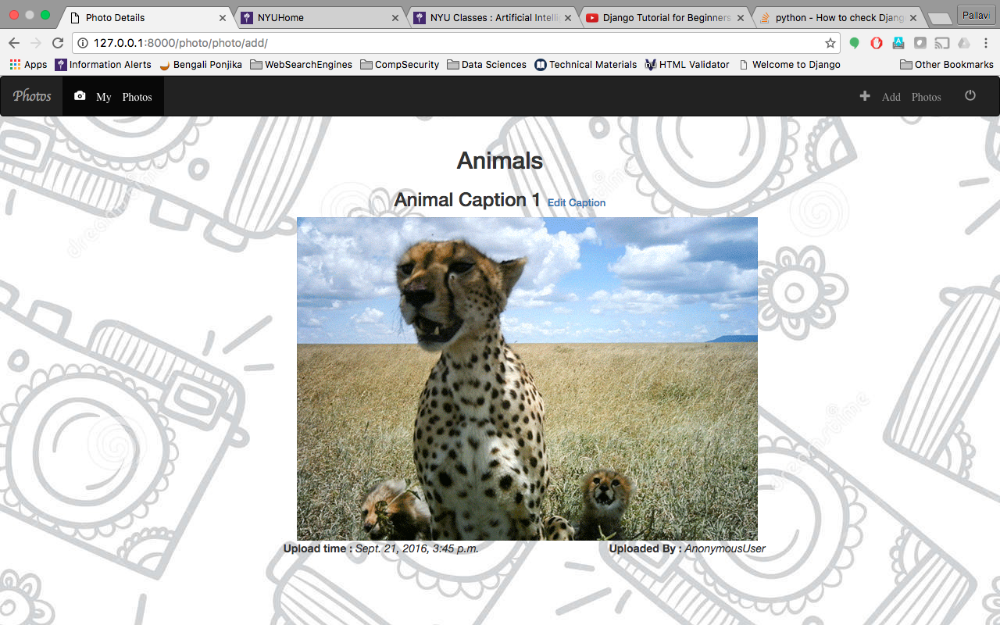 Photo Details
NYUHome
NYU Classes : Artificial Intelli
Django Tutorial for Beginners
python - How to check Djang
Pallavi
127.0.0.1:8000/photo/photo/add/
Apps
Information Alerts
Bengali Ponjika
WebSearchEngines
CompSecurity
Data Sciences
Technical Materials
HTML Validator
Welcome to Django
Other Bookmarks
Photos
My Photos
Add Photos
Animals
Animal Caption 1 Edit Caption
Upload time : Sept. 21, 2016, 3:45 p.m.
Uploaded By : AnonymousUser
dreamstime
dreamstime
dreamstime